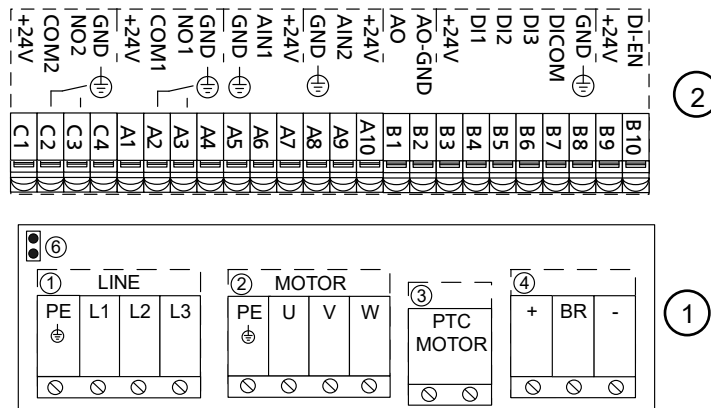 +24V COM2 NO2 GND +24V COM1 NO1 GND GND AIN1 +24V GND AIN2 +24V AO AO-GND +24V DI1 DI2 DI3 DICOM GND +24V DI-EN
C1 C2 C3 C4 A1 A2 A3 A4 A5 A6 A7 A8 A9 A10 B1 B2 B3 B4 B5 B6 B7 B8 B9 B10
2
6
1 LINE
PE L1 L2 L3
2 MOTOR
PE U V W
3
PTC
MOTOR
4
+ BR -
1